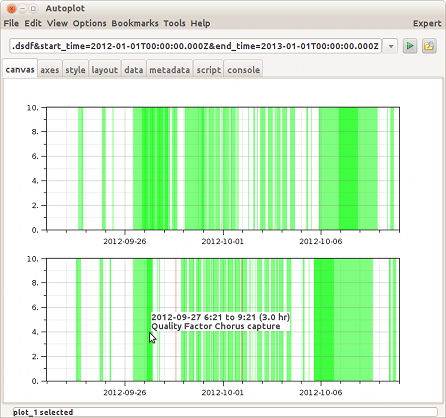 Autoplot
File Edit View Options Bookmarks Tools Help Expert
.dsdf&start_time=2012-01-01T00:00:00.000Z&end_time=2013-01-01T00:00:00.000Z
canvas axes style layout data metadata script console
10.
8.
6.
4.
2.
0.
2012-09-26 2012-10-01 2012-10-06
10.
8.
6.
4.
2.
0.
2012-09-27 6:21 to 9:21 (3.0 hr)
Quality Factor Chorus capture
2012-09-26 2012-10-01 2012-10-06
plot_1 selected